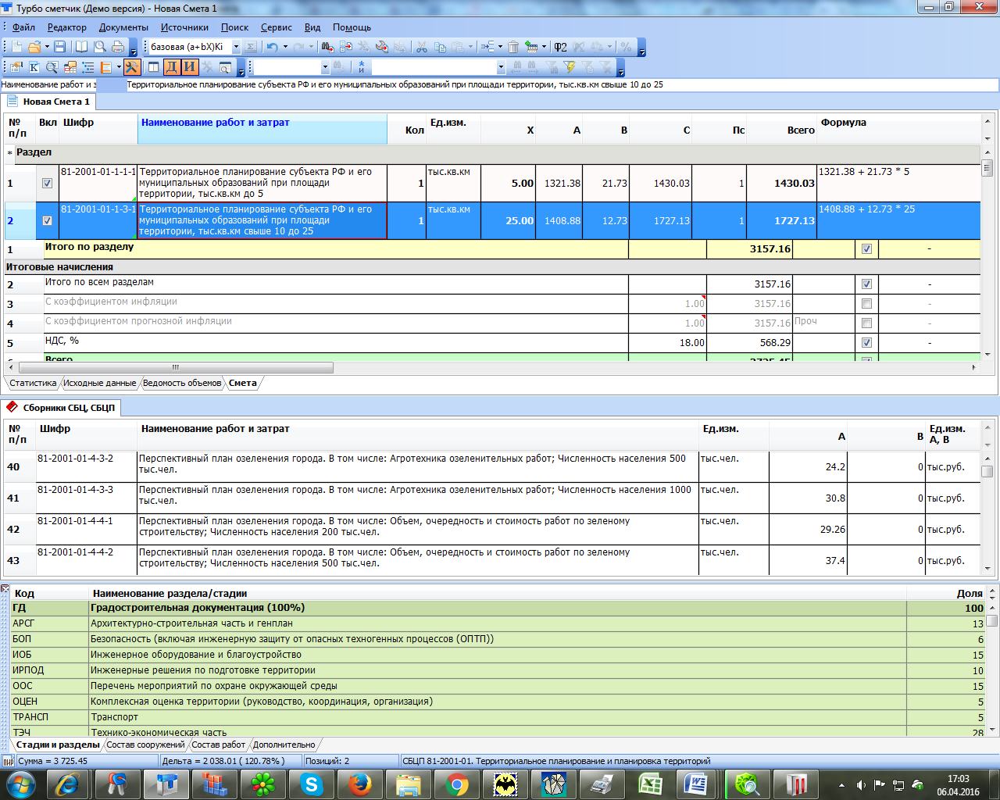 Турбо сметчик (Демо версия) - Новая Смета 1
Файл Редактор Документы Источники Поиск Сервис Вид Помощь
базовая (a+bX)Ki
Наименование работ и з Территориальное планирование субъекта РФ и его муниципальных образований при площади территории, тыс.кв.км свыше 10 до 25
Новая Смета 1
№ п/п Вкл Шифр Наименование работ и затрат Кол Ед.изм. X A B C Пс Всего Формула
* Раздел
1 81-2001-01-1-1-1 Территориальное планирование субъекта РФ и его 1 тыс.кв.км 5.00 1321.38 21.73 1430.03 1 1430.03 1321.38 + 21.73 * 5
муниципальных образований при площади
территории, тыс.кв.км до 5
2 81-2001-01-1-3-1 Территориальное планирование субъекта РФ и его 1 тыс.кв.км 25.00 1408.88 12.73 1727.13 1 1727.13 1408.88 + 12.73 * 25
муниципальных образований при площади
территории, тыс.кв.км свыше 10 до 25
1 Итого по разделу 3157.16 -
Итоговые начисления
2 Итого по всем разделам 3157.16 -
3 С коэффициентом инфляции 1.00 3157.16 -
4 С коэффициентом прогнозной инфляции 1.00 3157.16 Проч -
5 НДС, % 18.00 568.29 -
6 Всего 3725.45
Статистика Исходные данные Ведомость объемов Смета
Сборники СБЦ, СБЦП
№ п/п Шифр Наименование работ и затрат Ед.изм. A B Ед.изм. A, B
40 81-2001-01-4-3-2 Перспективный план озеленения города. В том числе: Агротехника озеленительных работ; Численность населения 500 тыс.чел. 24.2 0 тыс.руб.
тыс.чел.
41 81-2001-01-4-3-3 Перспективный план озеленения города. В том числе: Агротехника озеленительных работ; Численность населения 1000 тыс.чел. 30.8 0 тыс.руб.
тыс.чел.
42 81-2001-01-4-4-1 Перспективный план озеленения города. В том числе: Объем, очередность и стоимость работ по зеленому тыс.чел. 29.26 0 тыс.руб.
строительству; Численность населения 200 тыс.чел.
43 81-2001-01-4-4-2 Перспективный план озеленения города. В том числе: Объем, очередность и стоимость работ по зеленому тыс.чел. 37.4 0 тыс.руб.
строительству; Численность населения 500 тыс.чел.
Код Наименование раздела/стадии Доля
ГД Градостроительная документация (100%) 100
АРСГ Архитектурно-строительная часть и генплан 13
БОП Безопасность (включая инженерную защиту от опасных техногенных процессов (ОПТП)) 6
ИОБ Инженерное оборудование и благоустройство 15
ИРПОД Инженерные решения по подготовке территории 10
ООС Перечень мероприятий по охране окружающей среды 15
ОЦЕН Комплексная оценка территории (руководство, координация, организация) 5
ТРАНСП Транспорт 5
ТЭЧ Технико-экономическая часть 28
Стадии и разделы Состав сооружений Состав работ Дополнительно
Сумма = 3 725.45 Дельта = 2 038.01 ( 120.78% ) Позиций: 2 СБЦП 81-2001-01. Территориальное планирование и планировка территорий
17:03
06.04.2016